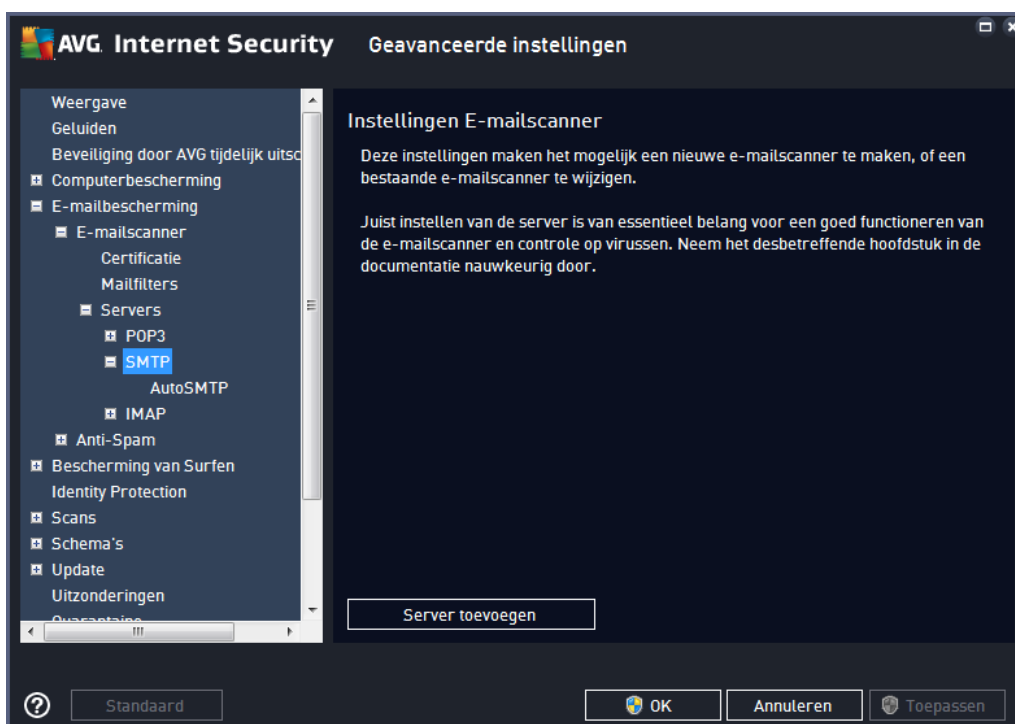 AVG. Internet Security Geavanceerde instellingen
Weergave
Geluiden
Beveiliging door AVG tijdelijk uitsc
Computerbescherming
E-mailbescherming
E-mailscanner
Certificatie
Mailfilters
Servers
POP3
SMTP
AutoSMTP
IMAP
Anti-Spam
Bescherming van Surfen
Identity Protection
Scans
Schema's
Update
Uitzonderingen
Quarantaine
Instellingen E-mailscanner
Deze instellingen maken het mogelijk een nieuwe e-mailscanner te maken, of een
bestaande e-mailscanner te wijzigen.
Juist instellen van de server is van essentieel belang voor een goed functioneren van
de e-mailscanner en controle op virussen. Neem het desbetreffende hoofdstuk in de
documentatie nauwkeurig door.
Server toevoegen
Standaard
OK
Annuleren
Toepassen